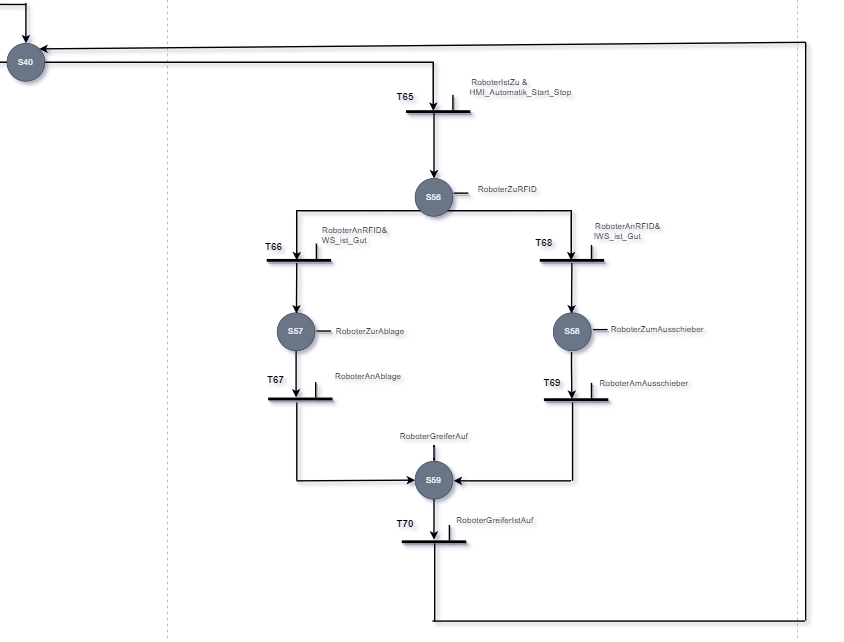 S40
T65
RoboterIstZu &
HMI_Automatik_Start_Stop
S56
RoboterZuRFID
T66
RoboterAnRFID&
WS_ist_Gut
T68
RoboterAnRFID&
!WS_ist_Gut
S57
RoboterZurAblage
S58
RoboterZumAusschieber
T67
RoboterAnAblage
T69
RoboterAmAusschieber
RoboterGreiferAuf
S59
T70
RoboterGreiferIstAuf